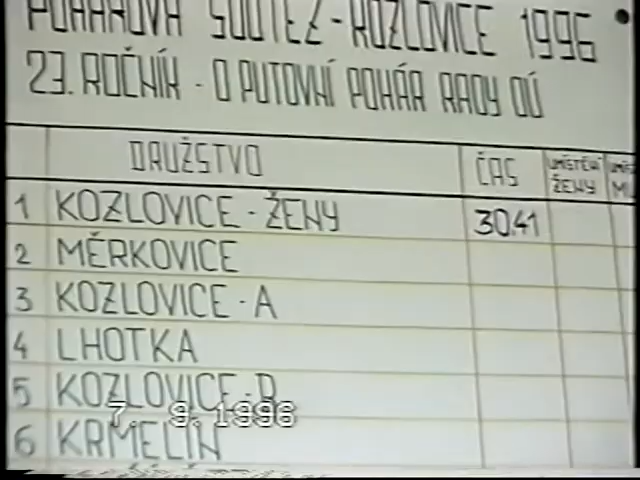 POHÁROVÁ SOUTĚŽ - KOZLOVICE 1996
23. ROČNÍK - O PUTOVNÍ POHÁR RADY OÚ
DRUŽSTVO ČAS UMÍSTĚNÍ ŽENY
1 KOZLOVICE - ŽENY 30.41
2 MĚRKOVICE
3 KOZLOVICE - A
4 LHOTKA
5 KOZLOVICE - B
7. 9. 1996
6 KRMELÍN